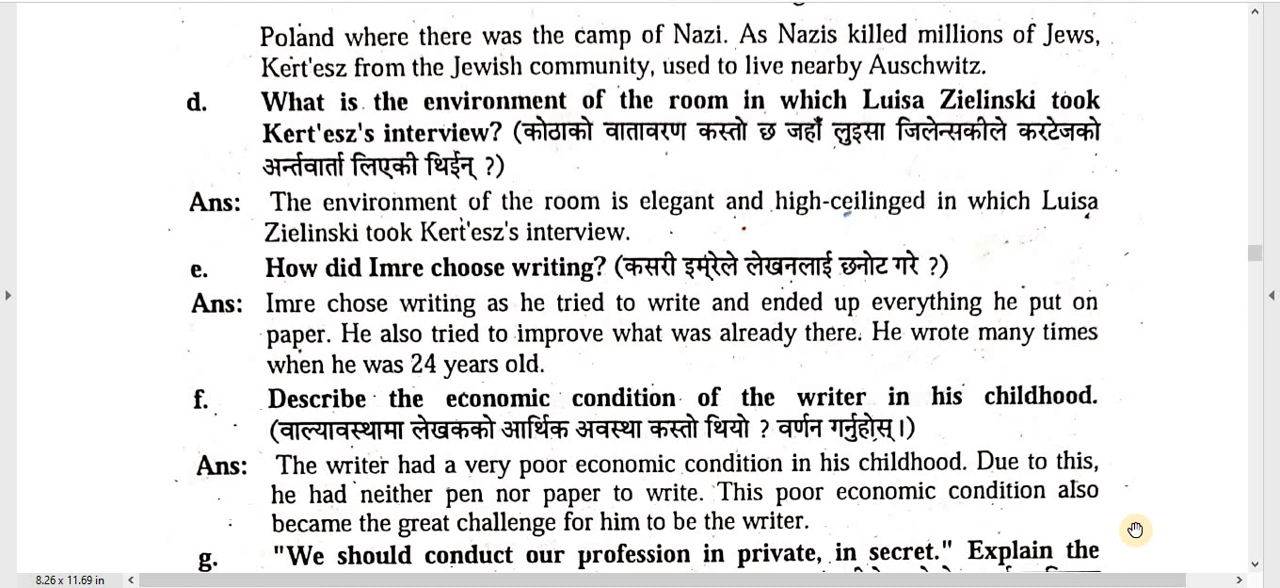 Poland where there was the camp of Nazi. As Nazis killed millions of Jews,
Kert'esz from the Jewish community, used to live nearby Auschwitz.
d. What is the environment of the room in which Luisa Zielinski took
Kert'esz's interview? (कोठाको वातावरण कस्तो छ जहाँ लुइसा जिलेन्सकीले करटेजको
अर्न्तवार्ता लिएकी थिईन् ?)
Ans: The environment of the room is elegant and high-ceilinged in which Luisa
Zielinski took Kert'esz's interview.
e. How did Imre choose writing? (कसरी इम्रेले लेखनलाई छनोट गरे ?)
Ans: Imre chose writing as he tried to write and ended up everything he put on
paper. He also tried to improve what was already there. He wrote many times
when he was 24 years old.
f. Describe the economic condition of the writer in his childhood.
(वाल्यावस्थामा लेखकको आर्थिक अवस्था कस्तो थियो ? वर्णन गर्नुहोस् ।)
Ans: The writer had a very poor economic condition in his childhood. Due to this,
he had neither pen nor paper to write. This poor economic condition also
became the great challenge for him to be the writer.
g. "We should conduct our profession in private, in secret." Explain the
8.26 x 11.69 in